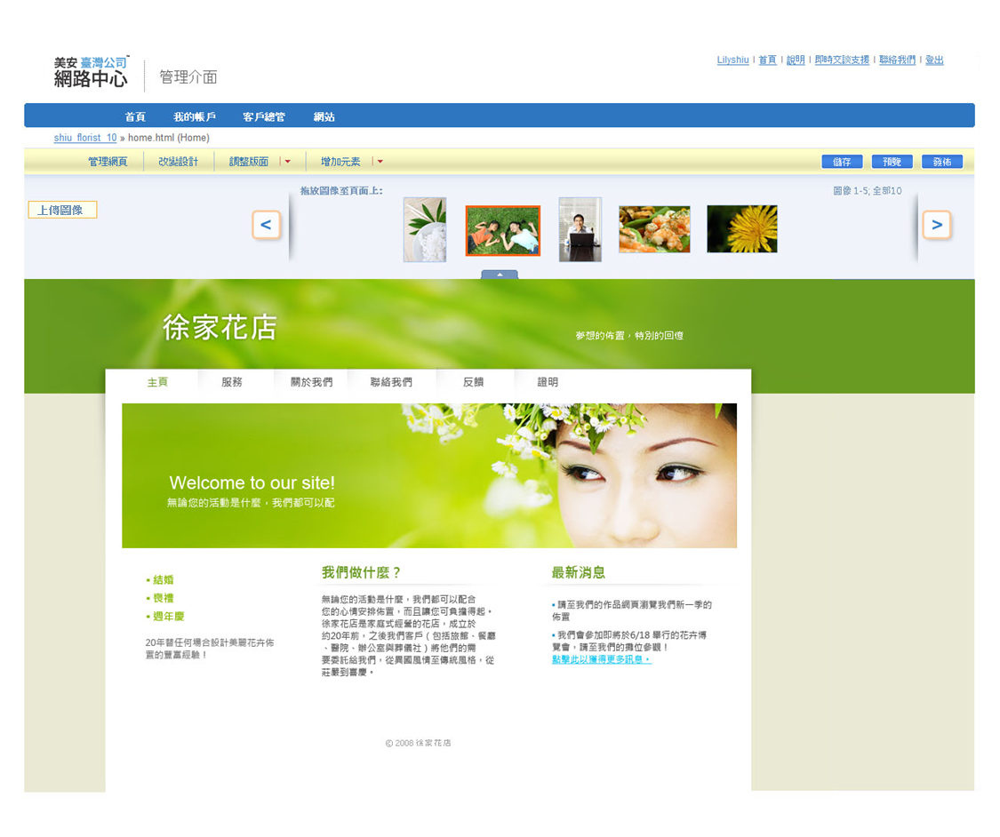 美安 臺灣公司™
網路中心
管理介面
Lilyshiu | 首頁 | 說明 | 即時交談支援 | 聯絡我們 | 登出
首頁 我的帳戶 客戶總管 網站
shiu_florist_10 » home.html (Home)
管理網頁 改變設計 調整版面 增加元素 儲存 預覽 發佈
拖放圖像至頁面上: 圖像 1-5; 全部10
上傳圖像
< >
徐家花店
夢想的佈置，特別的回憶
主頁 服務 關於我們 聯絡我們 反饋 證明
Welcome to our site!
無論您的活動是什麼，我們都可以配
• 結婚
• 喪禮
• 週年慶
20年替任何場合設計美麗花卉佈
置的豐富經驗！
我們做什麼？
無論您的活動是什麼，我們都可以配合
您的心情安排佈置，而且讓您可負擔得起。
徐家花店是家庭式經營的花店，成立於
約20年前，之後我們客戶（包括旅館、餐廳
、醫院、辦公室與葬儀社）將他們的需
要委託給我們，從異國風情至傳統風格，從
莊嚴到喜慶。
最新消息
• 請至我們的作品網頁瀏覽我們新一季的
佈置
• 我們會參加即將於6/18 舉行的花卉博
覽會，請至我們的攤位參觀！
點擊此以獲得更多訊息。
© 2008 徐家花店